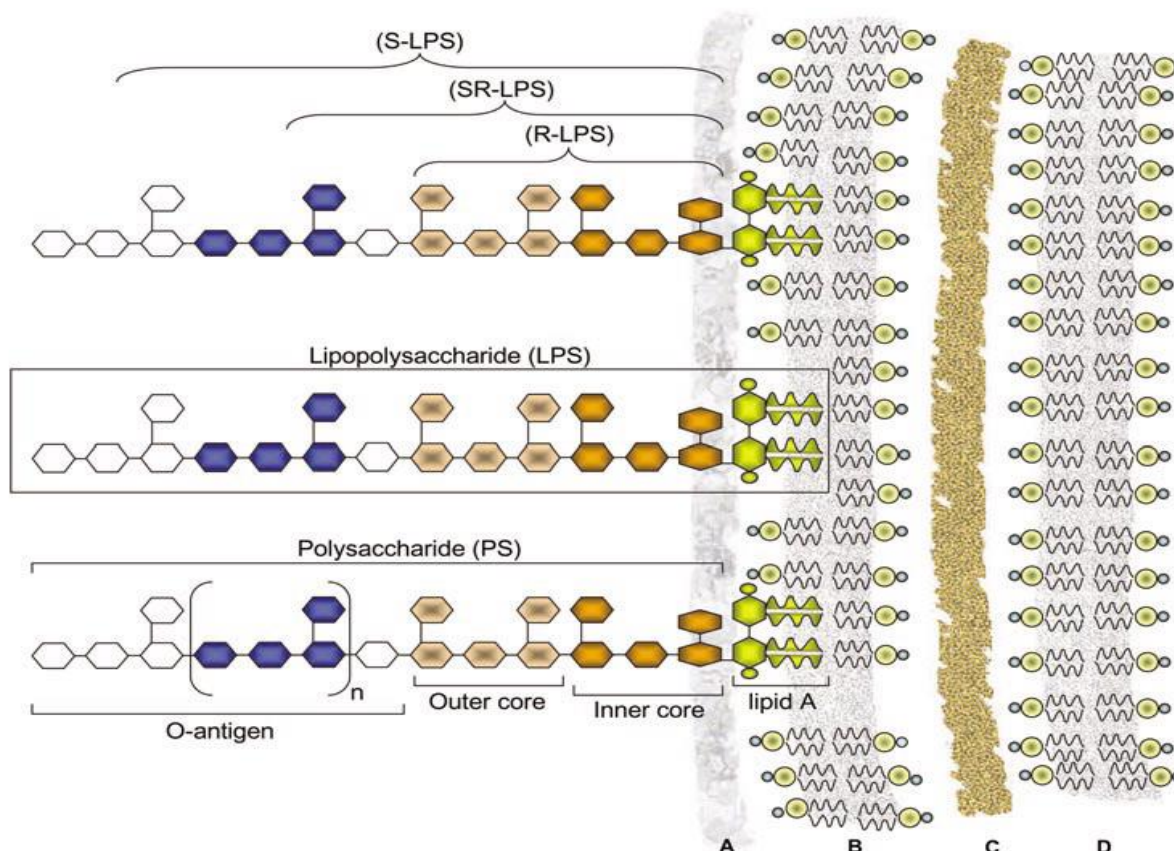 (S-LPS)
(SR-LPS)
(R-LPS)
Lipopolysaccharide (LPS)
Polysaccharide (PS)
n
Outer core
Inner core
lipid A
O-antigen
A B C D